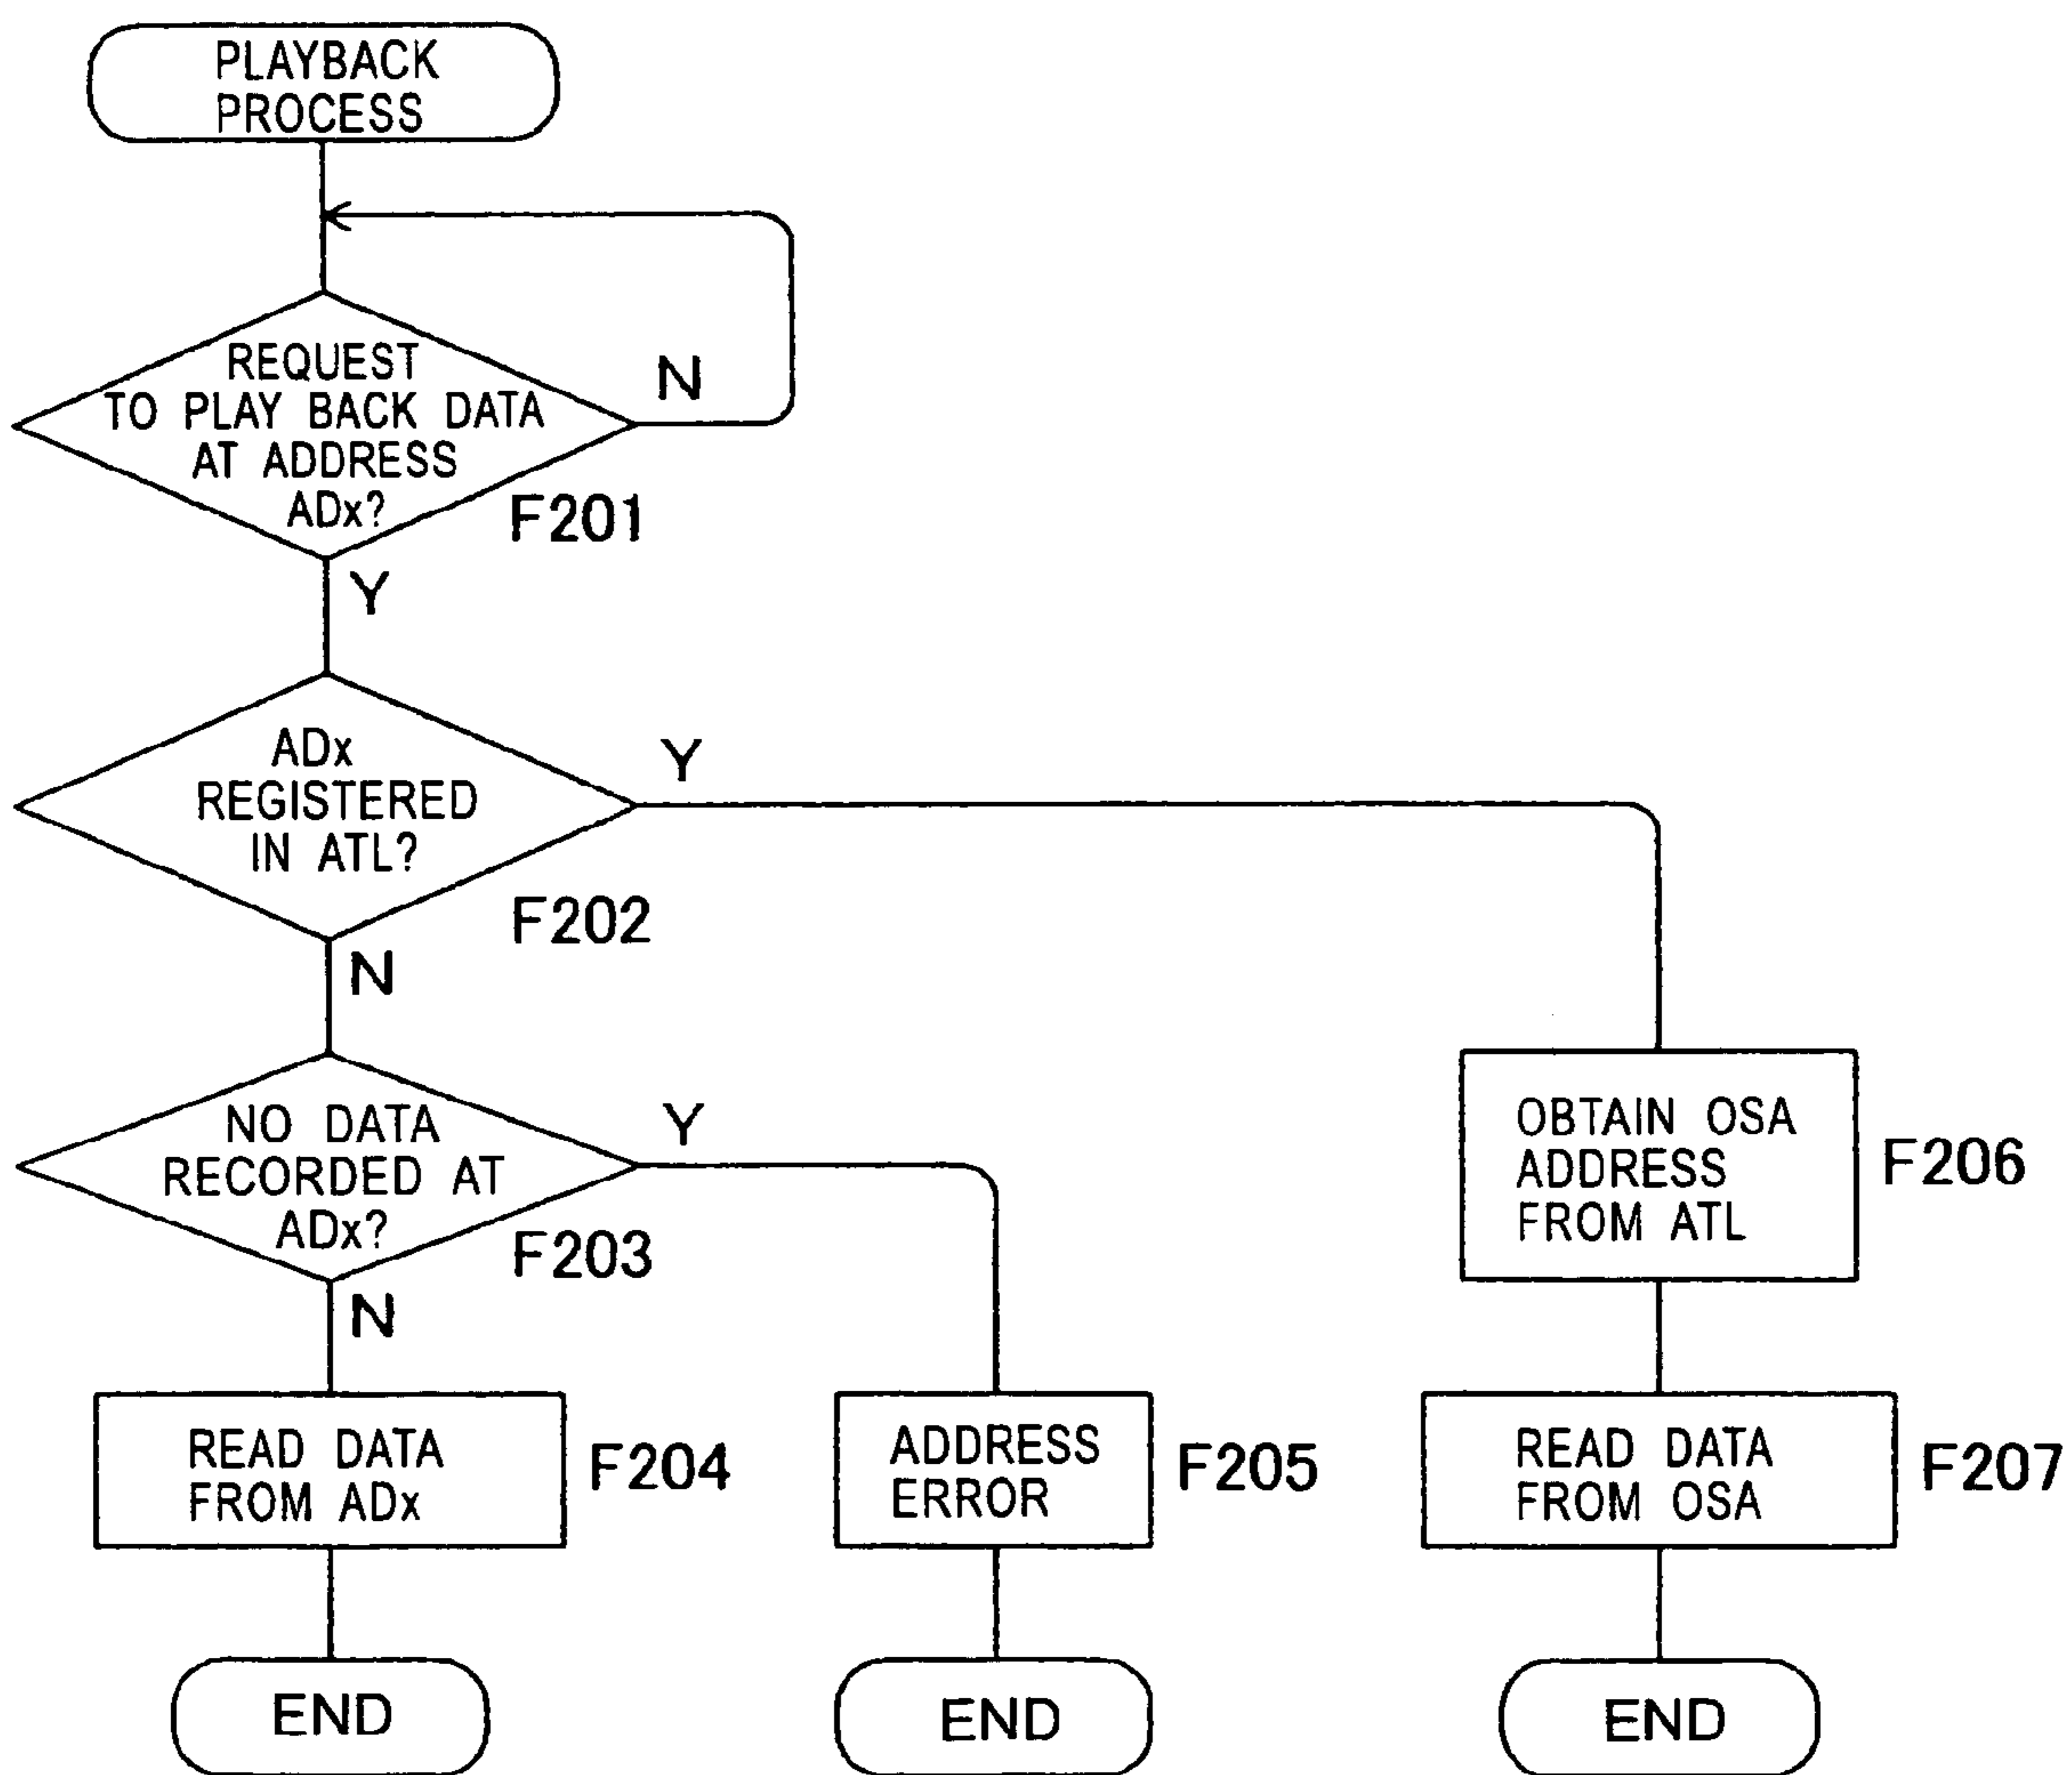 PLAYBACK
PROCESS
REQUEST
TO PLAY BACK DATA
AT ADDRESS
ADx?
N
F201
Y
ADx
REGISTERED
IN ATL?
Y
F202
N
NO DATA
RECORDED AT
ADx?
Y
F203
N
OBTAIN OSA
ADDRESS
FROM ATL
F206
READ DATA
FROM ADx
F204
ADDRESS
ERROR
F205
READ DATA
FROM OSA
F207
END
END
END